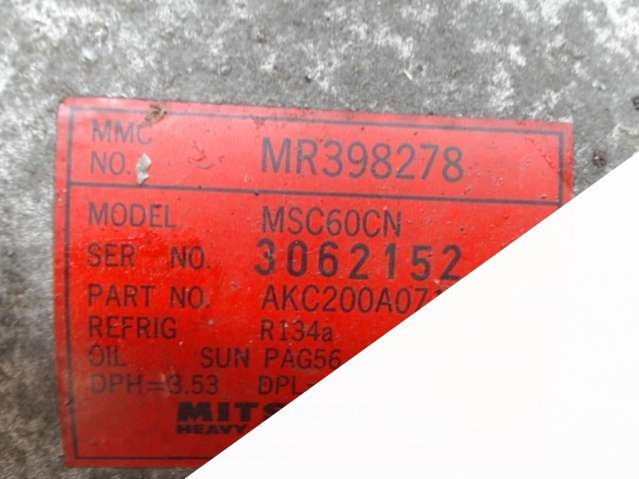 MMC
NO. MR398278
MODEL MSC60CN
SER NO. 3062152
PART NO. AKC200A07
REFRIG R134a
OIL SUN PAG56
DPH=3.53 DPL
HEAVY